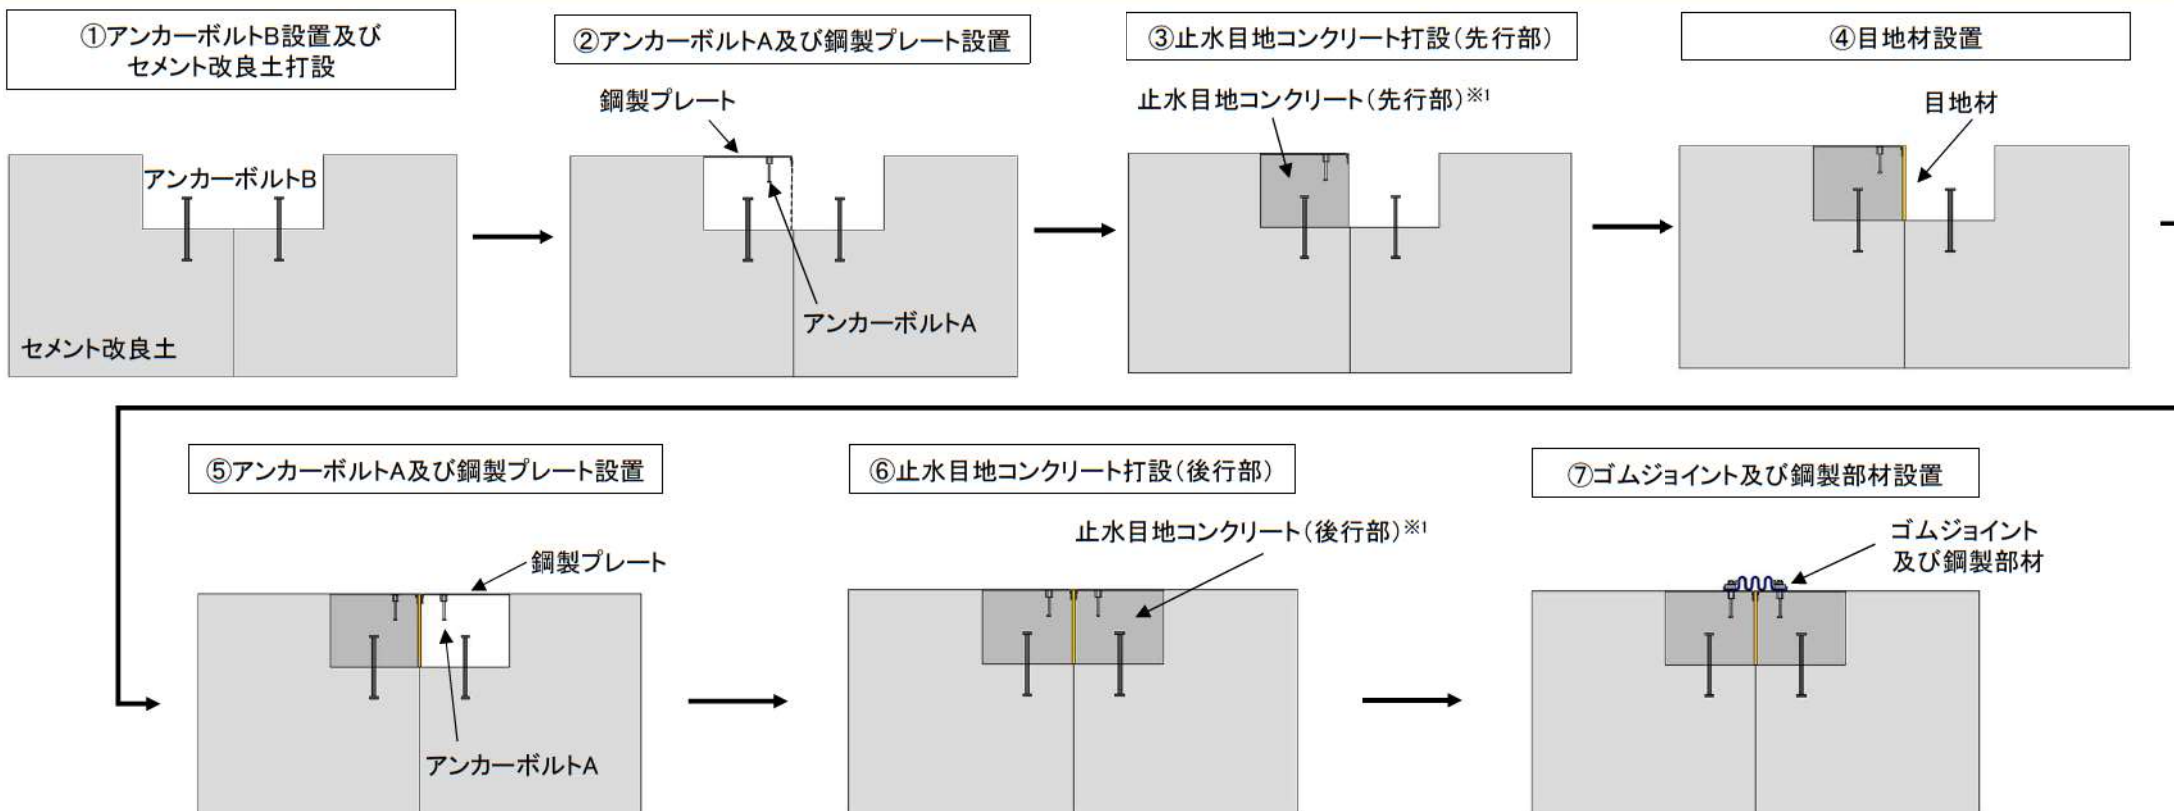 ①アンカーボルトB設置及び
セメント改良土打設
アンカーボルトB
セメント改良土
②アンカーボルトA及び鋼製プレート設置
鋼製プレート
アンカーボルトA
③止水目地コンクリート打設(先行部)
止水目地コンクリート(先行部)※1
④目地材設置
目地材
⑤アンカーボルトA及び鋼製プレート設置
鋼製プレート
アンカーボルトA
⑥止水目地コンクリート打設(後行部)
止水目地コンクリート(後行部)※1
⑦ゴムジョイント及び鋼製部材設置
ゴムジョイント
及び鋼製部材